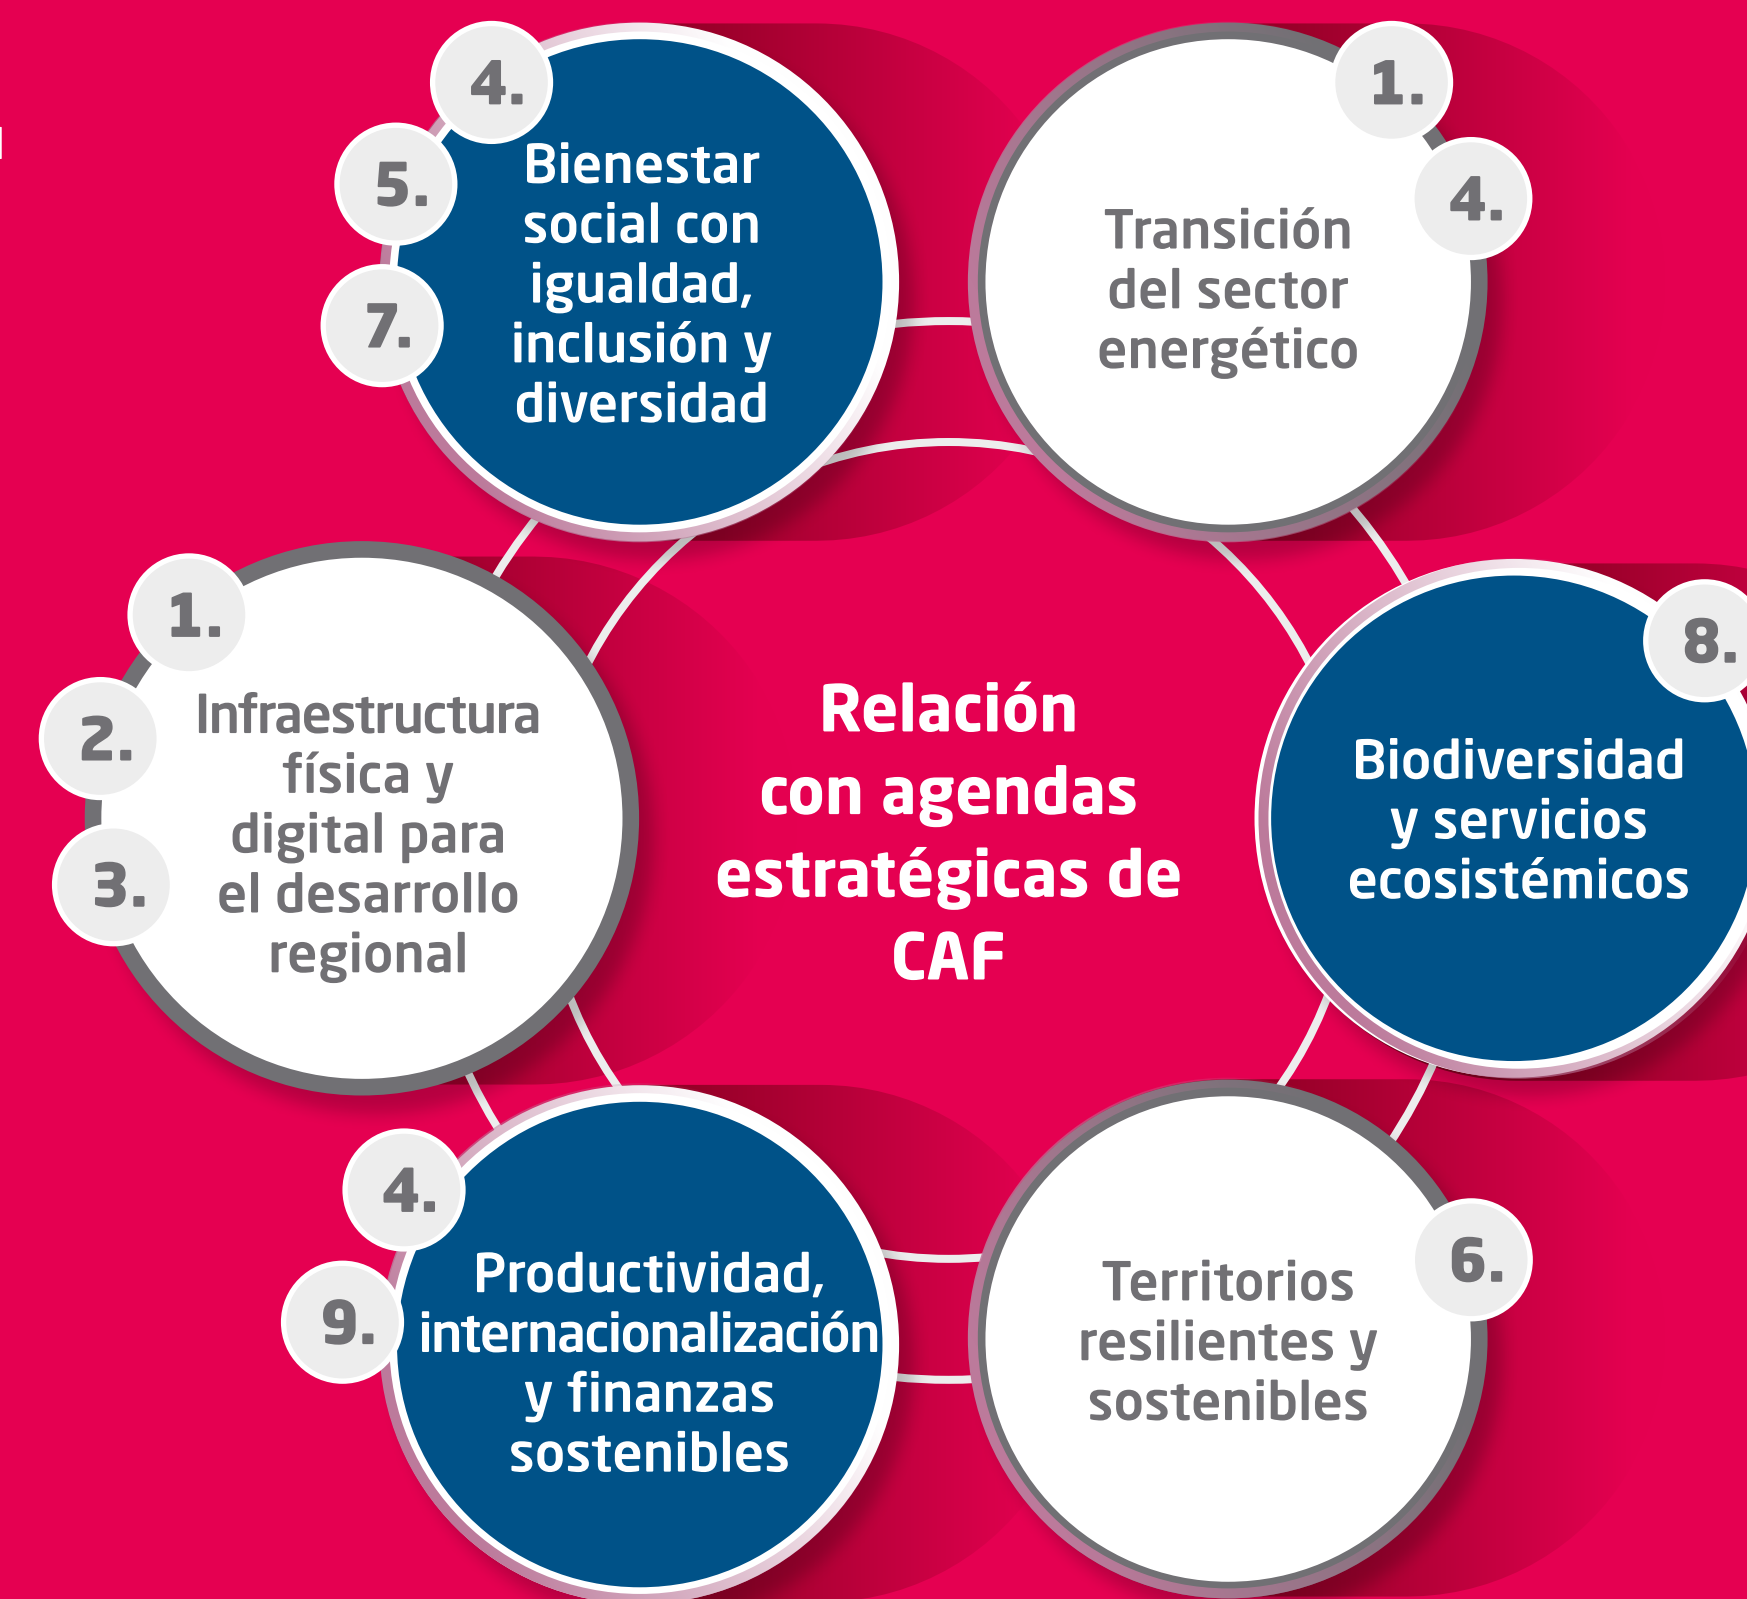 4.
5.
7.
Bienestar
social con
igualdad,
inclusión y
diversidad
1.
4.
Transición
del sector
energético
1.
2.
3.
Infraestructura
física y
digital para
el desarrollo
regional
Relación
con agendas
estratégicas de
CAF
8.
Biodiversidad
y servicios
ecosistémicos
4.
9.
Productividad,
internacionalización
y finanzas
sostenibles
6.
Territorios
resilientes y
sostenibles